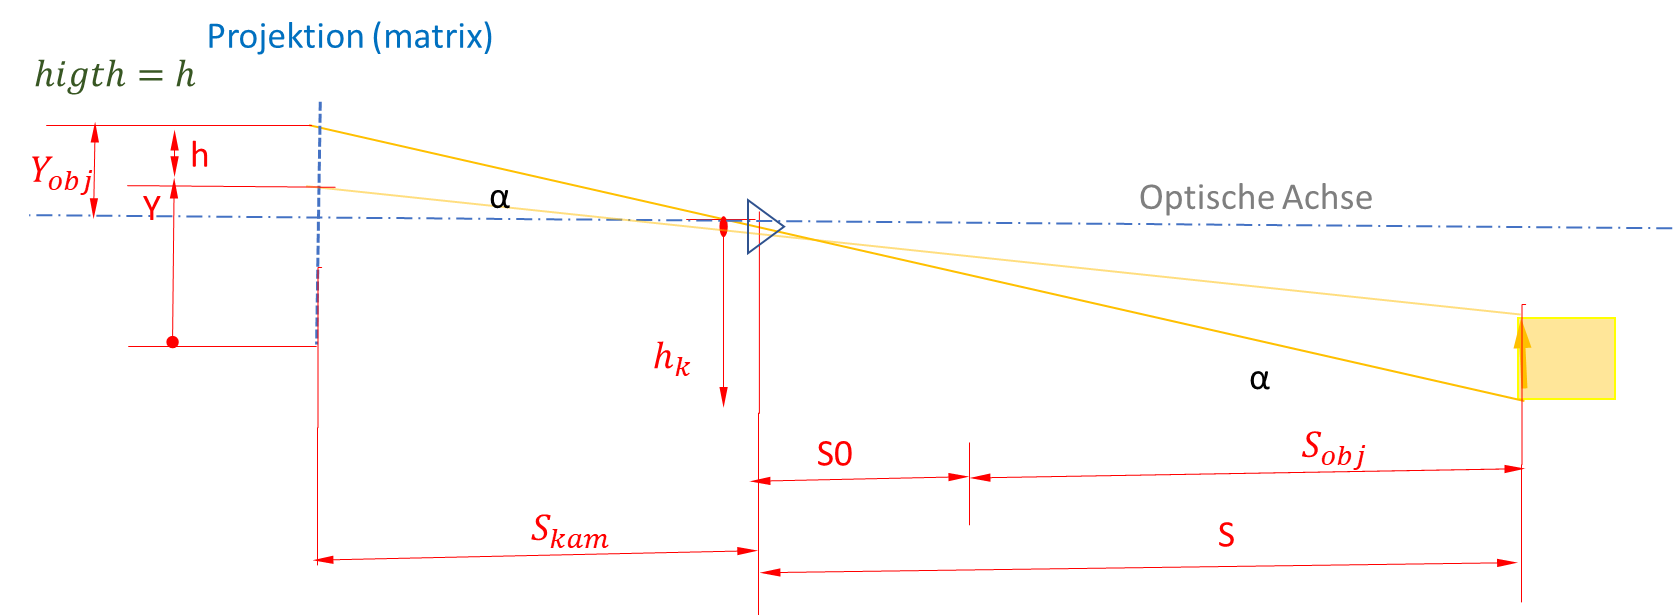 Projektion (matrix)
higth = h
h
Y_obj
Y
α
Optische Achse
h_k
α
S0
S_obj
S_kam
S